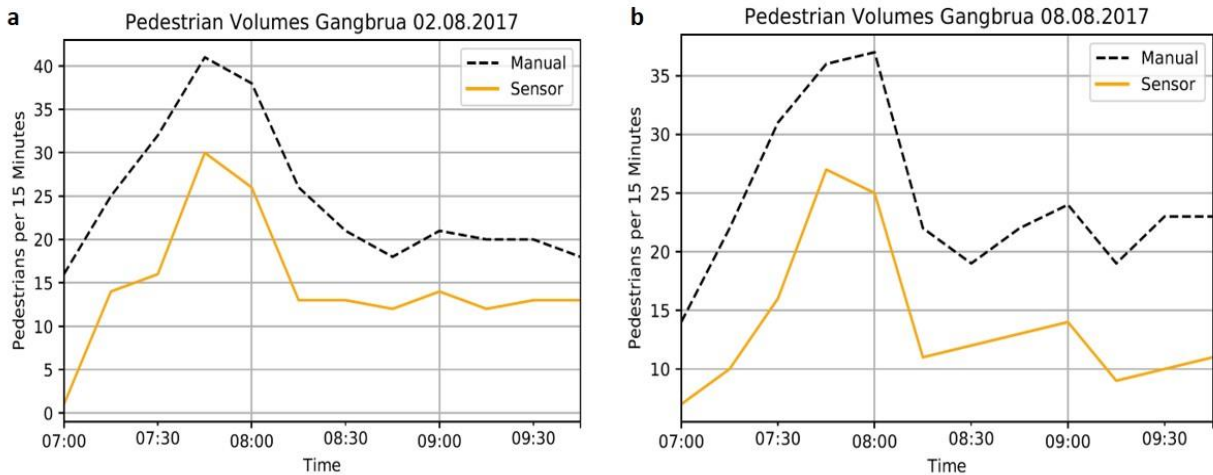 a
Pedestrian Volumes Gangbrua 02.08.2017
Manual
Sensor
Pedestrians per 15 Minutes
40
35
30
25
20
15
10
5
0
07:00 07:30 08:00 08:30 09:00 09:30
Time
b
Pedestrian Volumes Gangbrua 08.08.2017
Manual
Sensor
Pedestrians per 15 Minutes
35
30
25
20
15
10
07:00 07:30 08:00 08:30 09:00 09:30
Time